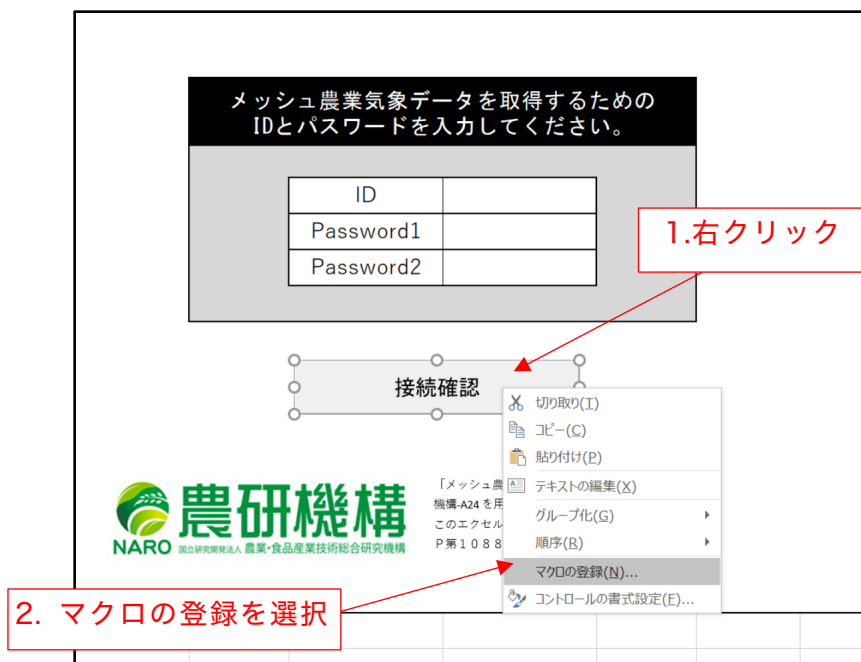 メッシュ農業気象データを取得するための
IDとパスワードを入力してください。
ID
Password1
Password2
1.右クリック
接続確認
切り取り(T)
コピー(C)
貼り付け(P)
テキストの編集(X)
グループ化(G)
順序(R)
マクロの登録(N)...
コントロールの書式設定(F)...
「メッシュ農
機構-A24 を用
このエクセル
P第1088
農研機構
NARO 国立研究開発法人 農業・食品産業技術総合研究機構
2. マクロの登録を選択